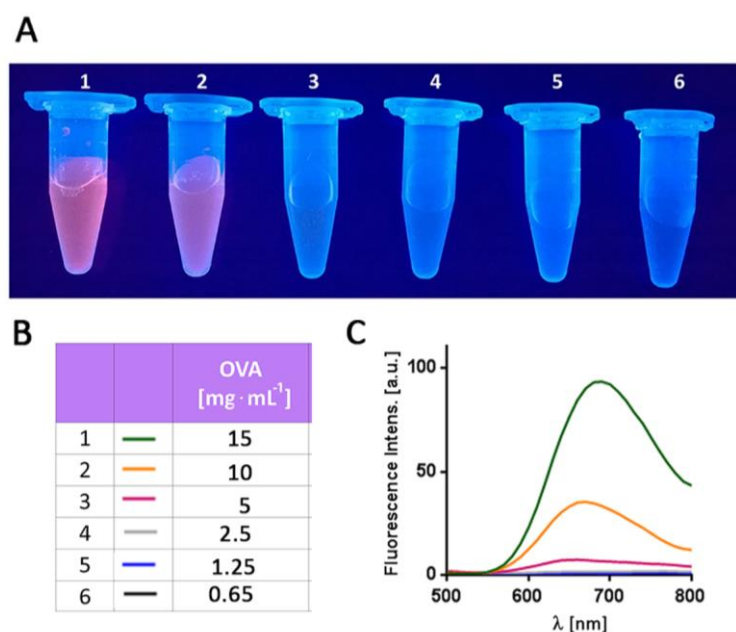 A
1 2 3 4 5 6
B
OVA
[mg·mL⁻¹]
1 15
2 10
3 5
4 2.5
5 1.25
6 0.65
C
Fluorescence Intens. [a.u.]
100
50
0
500 600 700 800
λ [nm]